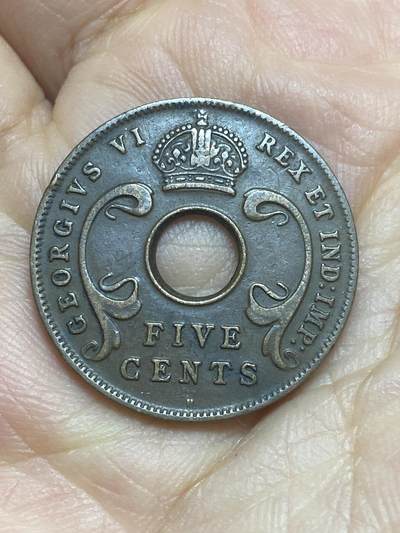 GEORGIVS VI REX ET IND: IMP:
FIVE
CENTS
H